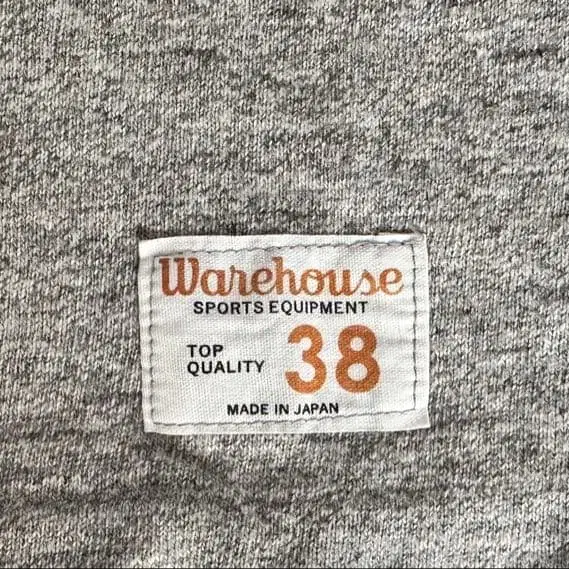 Warehouse
SPORTS EQUIPMENT
TOP
QUALITY
38
MADE IN JAPAN